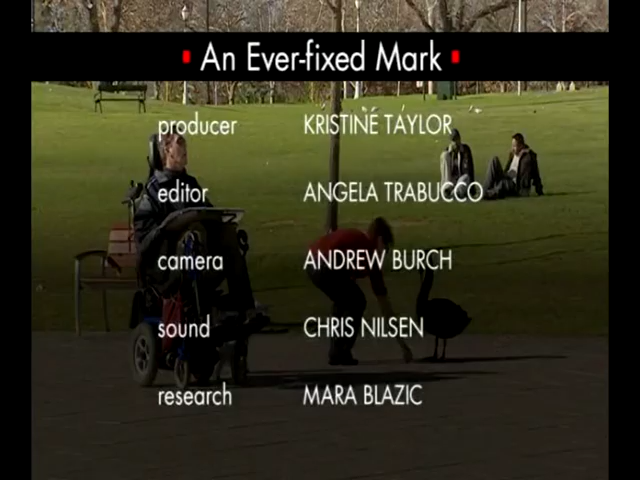 An Ever-fixed Mark
producer KRISTINE TAYLOR
editor ANGELA TRABUCCO
camera ANDREW BURCH
sound CHRIS NILSEN
research MARA BLAZIC